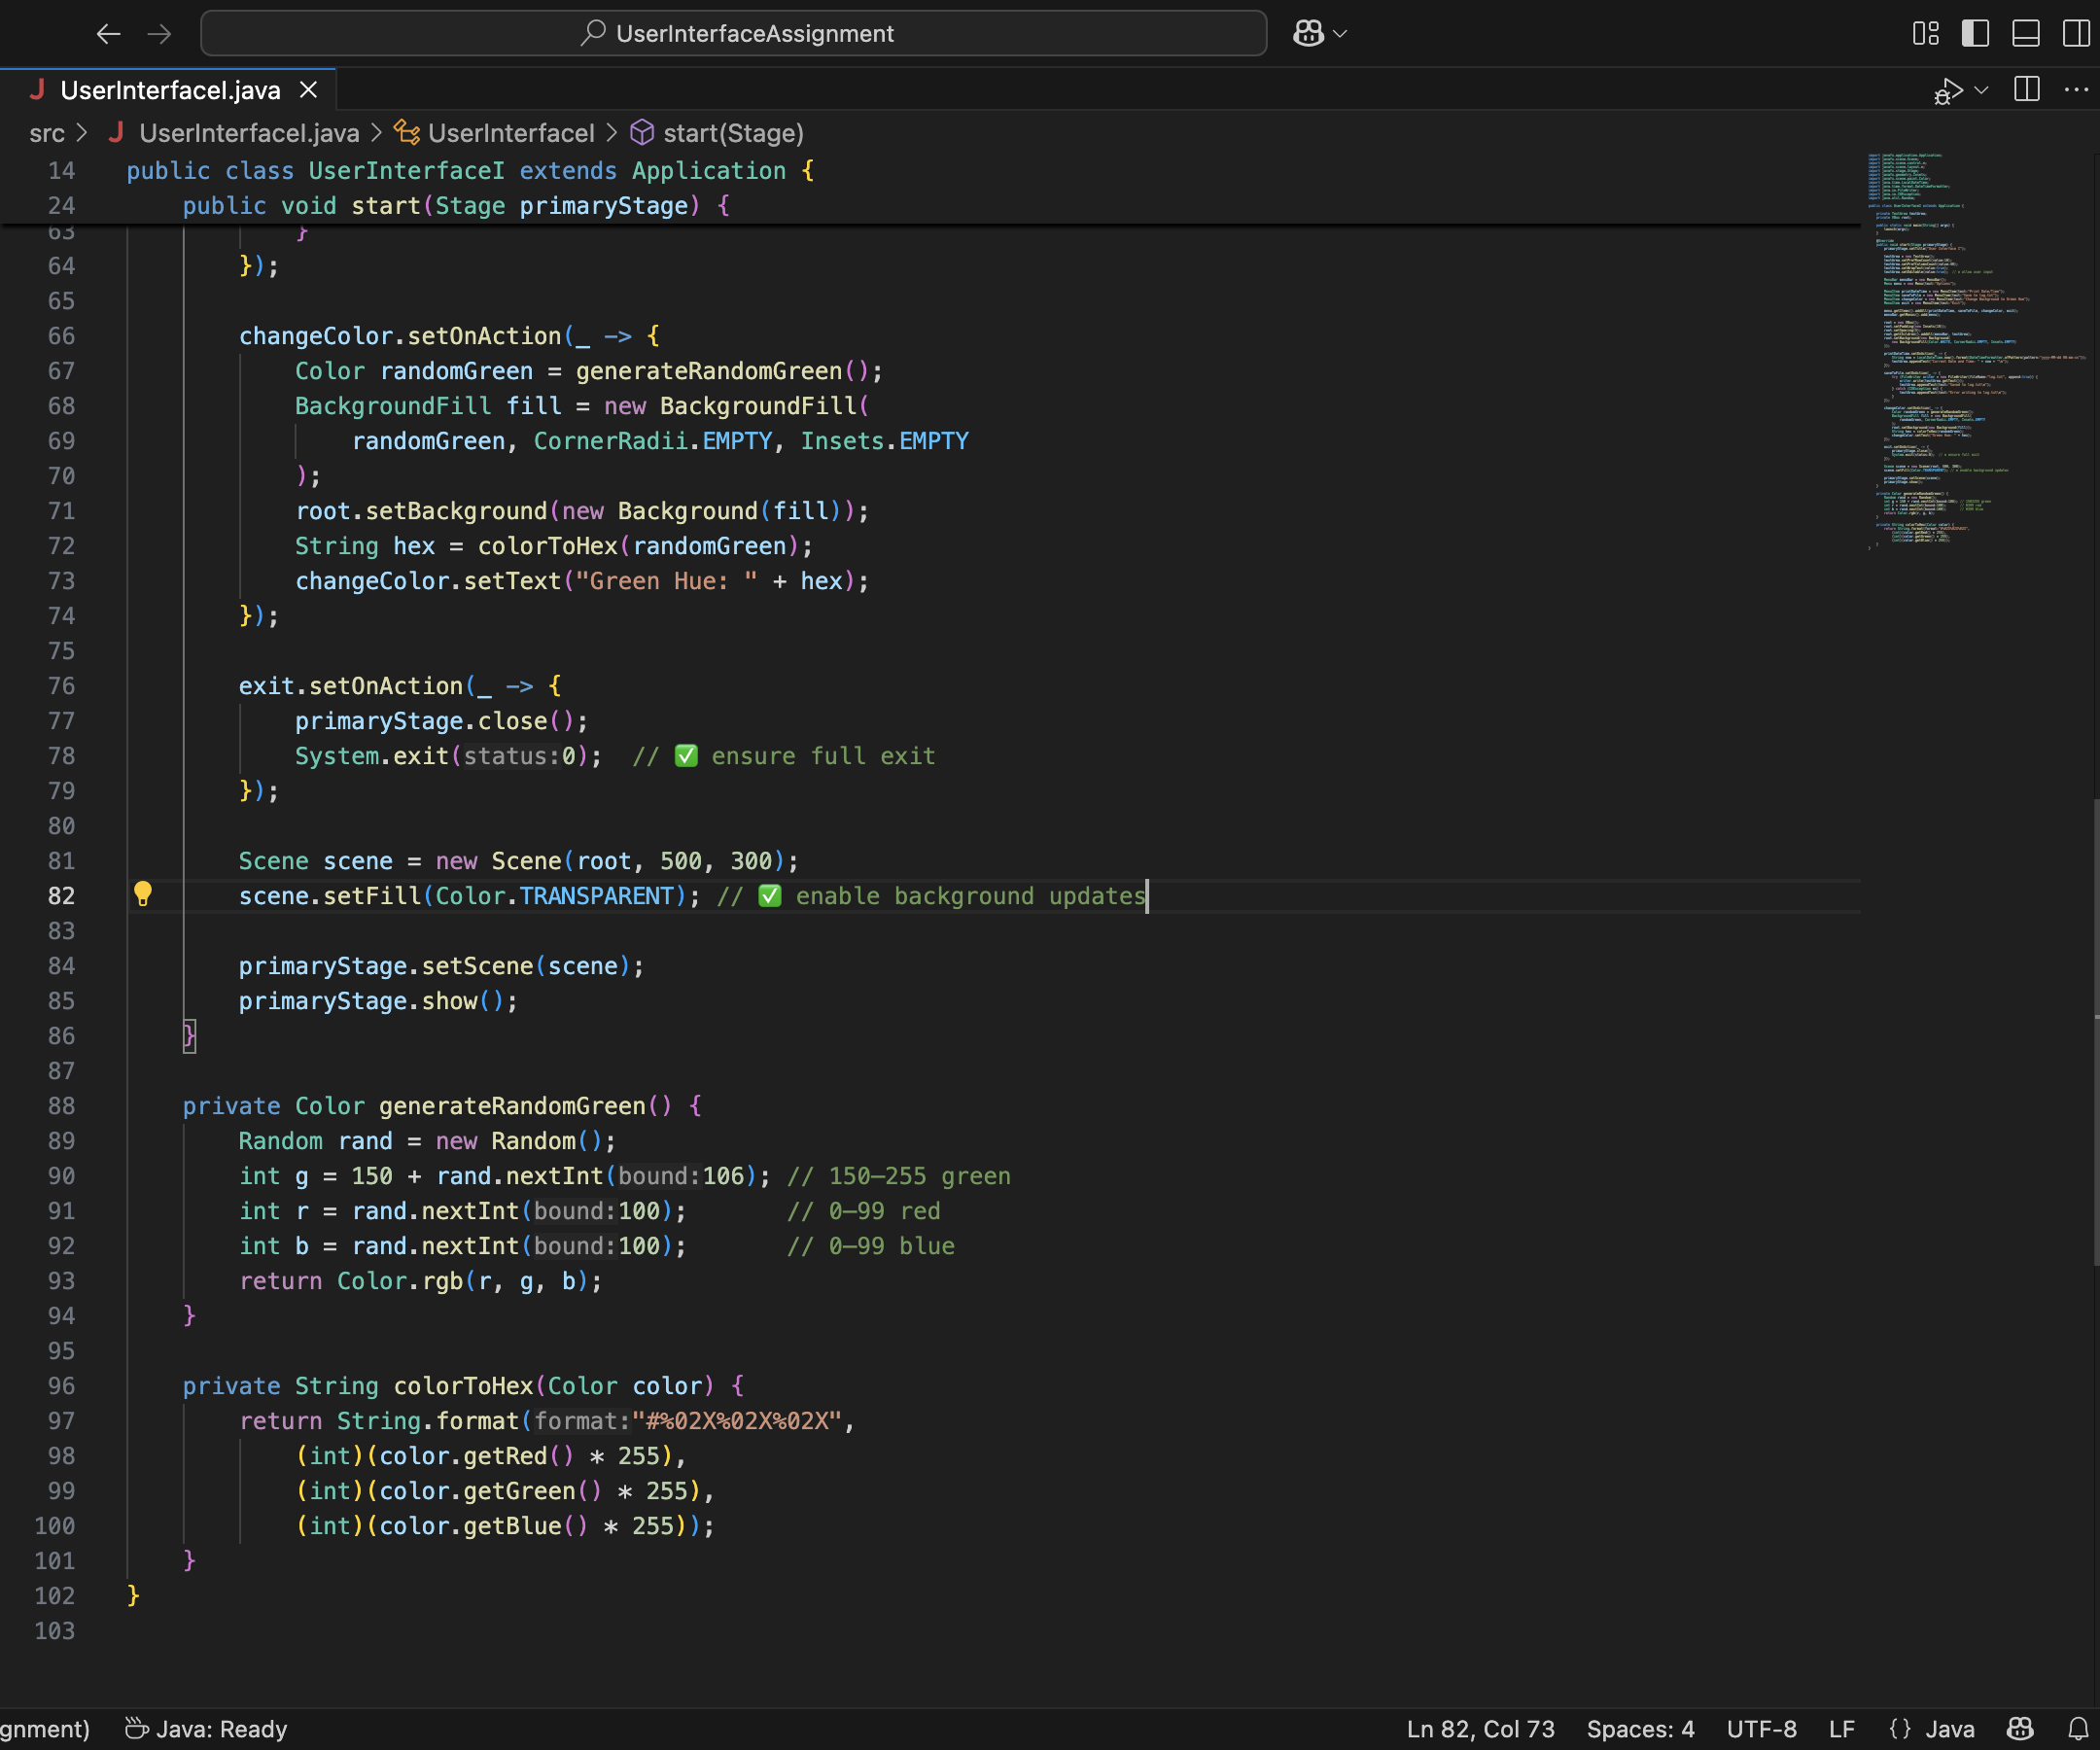 UserInterfaceAssignment
J UserInterfaceI.java
src > J UserInterfaceI.java > UserInterfaceI > start(Stage)
14 public class UserInterfaceI extends Application {
24 public void start(Stage primaryStage) {
63 }
64 });
65
66 changeColor.setOnAction(_ -> {
67 Color randomGreen = generateRandomGreen();
68 BackgroundFill fill = new BackgroundFill(
69 randomGreen, CornerRadii.EMPTY, Insets.EMPTY
70 );
71 root.setBackground(new Background(fill));
72 String hex = colorToHex(randomGreen);
73 changeColor.setText("Green Hue: " + hex);
74 });
75
76 exit.setOnAction(_ -> {
77 primaryStage.close();
78 System.exit(status:0); // ✅ ensure full exit
79 });
80
81 Scene scene = new Scene(root, 500, 300);
82 scene.setFill(Color.TRANSPARENT); // ✅ enable background updates
83
84 primaryStage.setScene(scene);
85 primaryStage.show();
86 }
87
88 private Color generateRandomGreen() {
89 Random rand = new Random();
90 int g = 150 + rand.nextInt(bound:106); // 150–255 green
91 int r = rand.nextInt(bound:100); // 0–99 red
92 int b = rand.nextInt(bound:100); // 0–99 blue
93 return Color.rgb(r, g, b);
94 }
95
96 private String colorToHex(Color color) {
97 return String.format(format:"#%02X%02X%02X",
98 (int)(color.getRed() * 255),
99 (int)(color.getGreen() * 255),
100 (int)(color.getBlue() * 255));
101 }
102 }
103
gnment) Java: Ready Ln 82, Col 73 Spaces: 4 UTF-8 LF {} Java